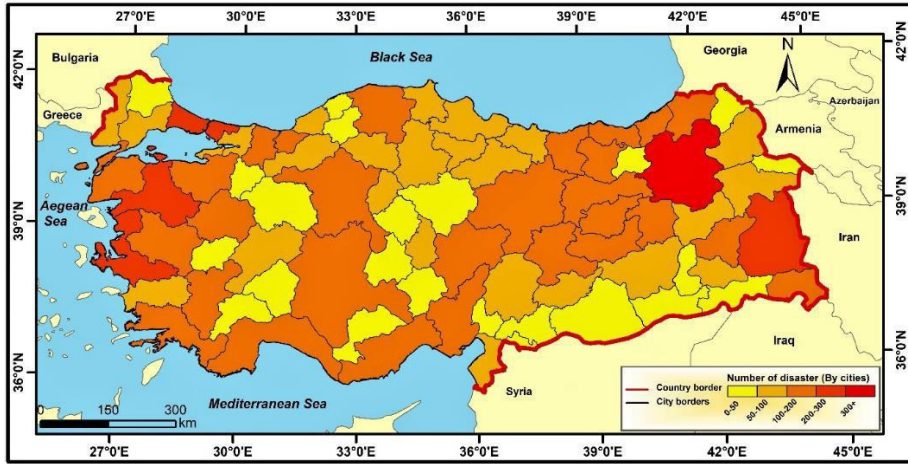 27°0'E 30°0'E 33°0'E 36°0'E 39°0'E 42°0'E 45°0'E
Bulgaria
Black Sea
Georgia
N
42°0'N
42°0'N
Azerbaijan
Greece
Armenia
Aegean
Sea
39°0'N
39°0'N
Iran
Iraq
36°0'N
36°0'N
Syria
Mediterranean Sea
Number of disaster (By cities)
Country border
City borders
0-50 50-100 100-200 200-300 300+
0 160 300
km
27°0'E 30°0'E 33°0'E 36°0'E 39°0'E 42°0'E 45°0'E